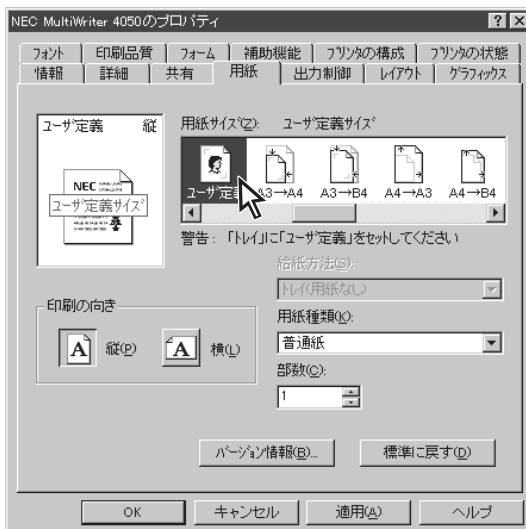 NEC MultiWriter 4050のプロパティ
フォント 印刷品質 フォーム 補助機能 プリンタの構成 プリンタの状態
情報 詳細 共有 用紙 出力制御 レイアウト グラフィックス
ユーザ定義 縦
NEC
ユーザ定義サイズ
用紙サイズ(Z): ユーザ定義サイズ
ユーザ定義 A3→A4 A3→B4 A4→A3 A4→B4
警告: 「トレイ」に「ユーザ定義」をセットしてください
給紙方法(S):
トレイ(用紙なし)
印刷の向き
A 縦(P) A 横(L)
用紙種類(K):
普通紙
部数(C):
1
バージョン情報(B)... 標準に戻す(D)
OK キャンセル 適用(A) ヘルプ